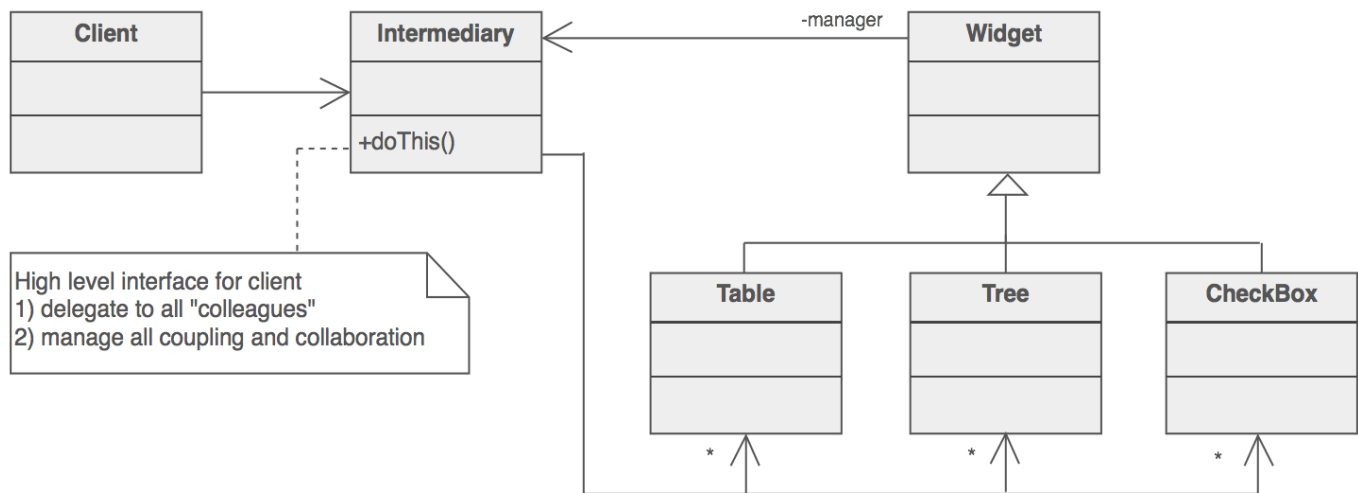 Client
Intermediary
-manager
Widget
+doThis()
High level interface for client
1) delegate to all "colleagues"
2) manage all coupling and collaboration
Table
Tree
CheckBox
*
*
*